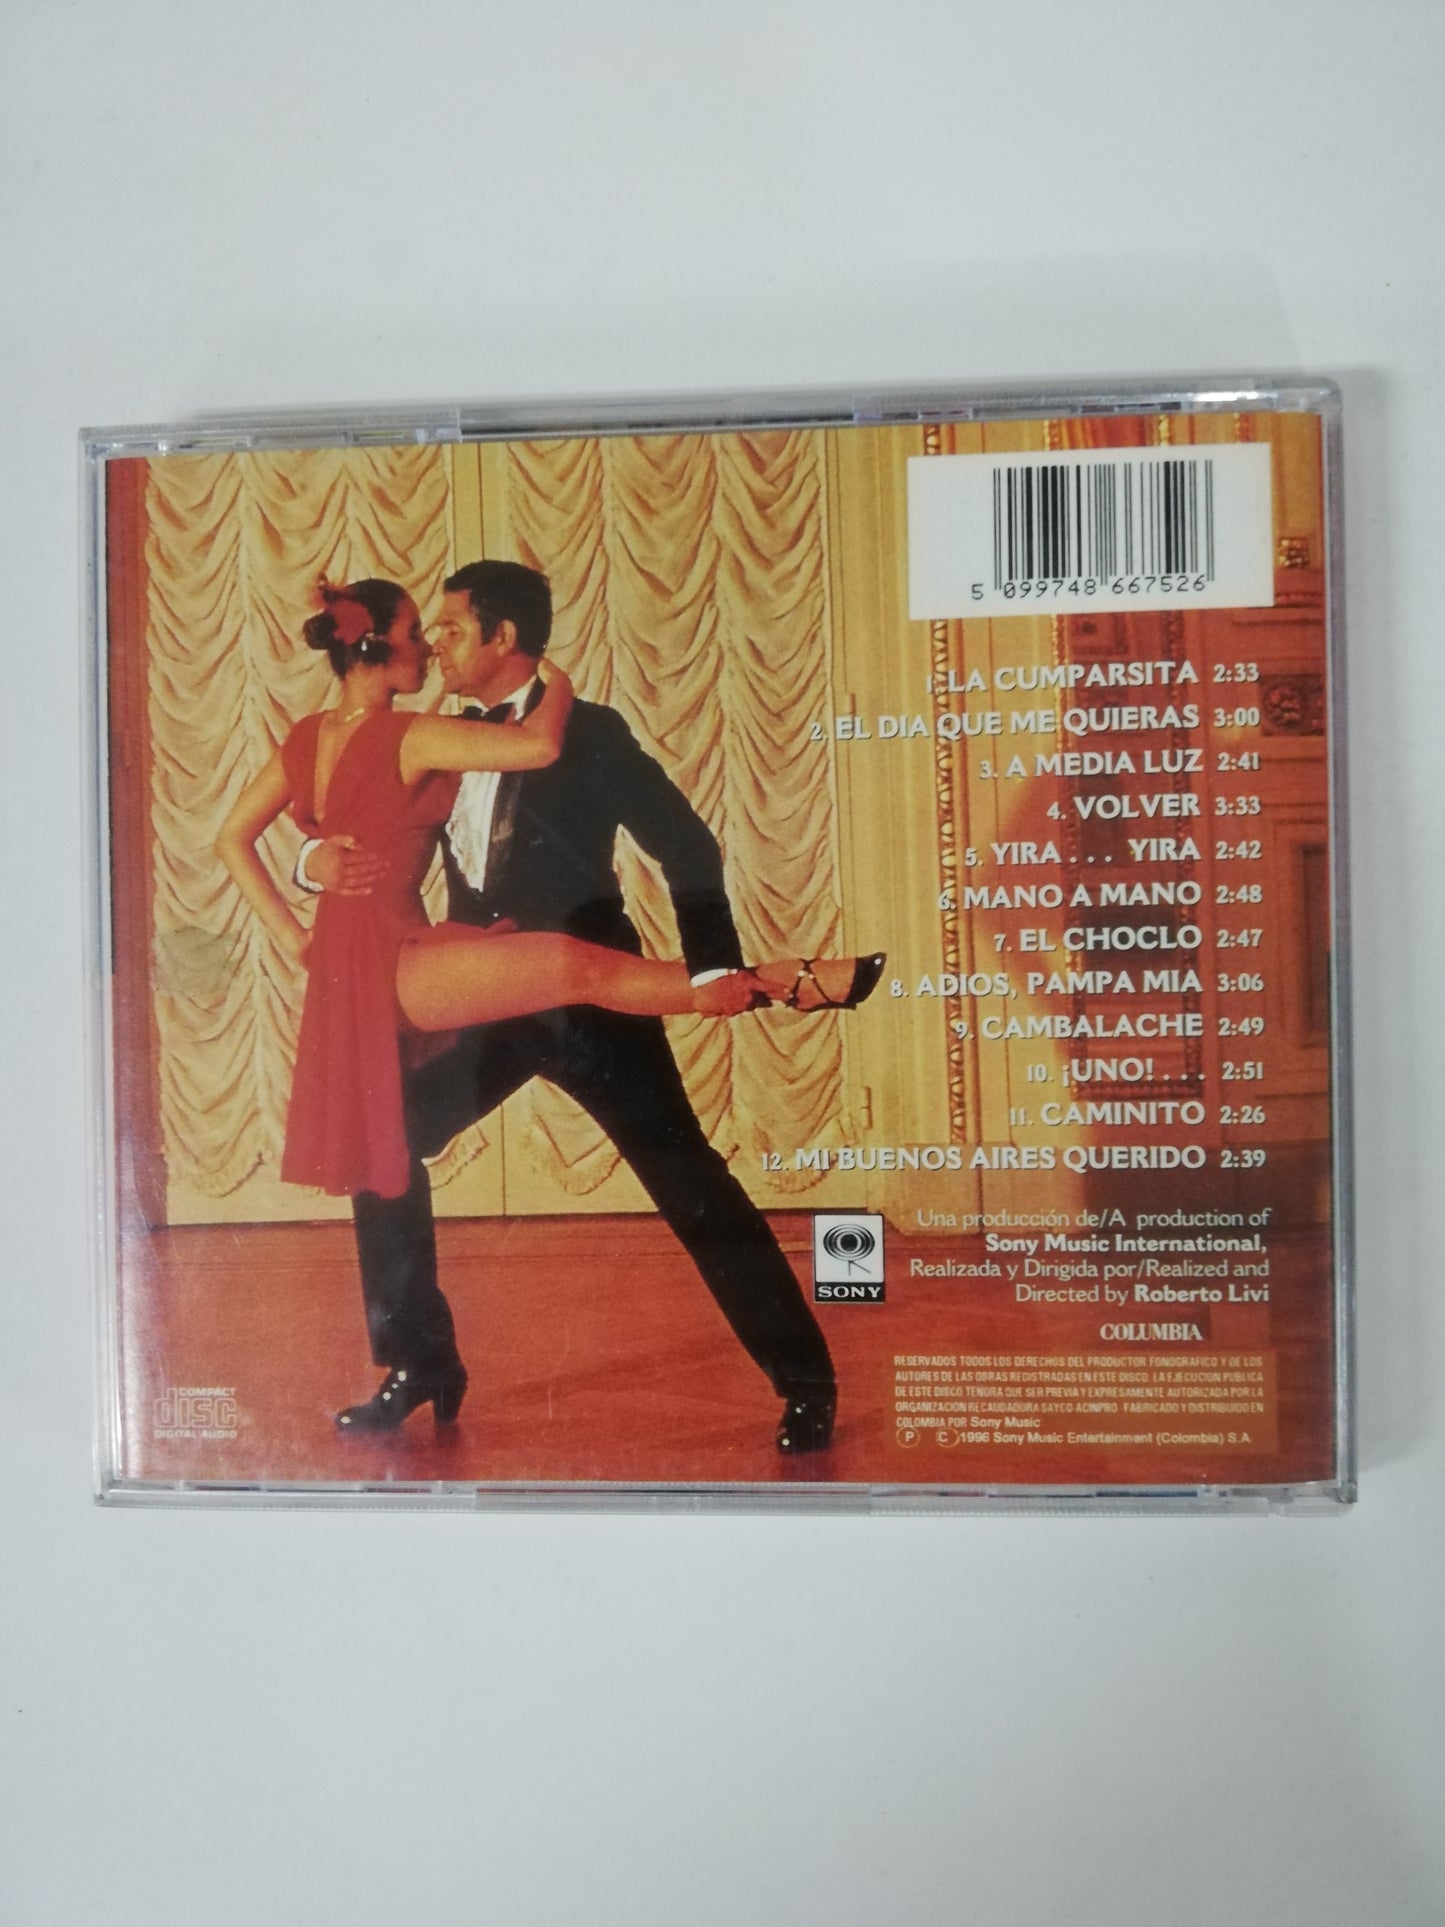 5 099748 667526
1. LA CUMPARSITA 2:33
2. EL DIA QUE ME QUIERAS 3:00
3. A MEDIA LUZ 2:41
4. VOLVER 3:33
5. YIRA... YIRA 2:42
6. MANO A MANO 2:48
7. EL CHOCLO 2:47
8. ADIOS, PAMPA MIA 3:06
9. CAMBALACHE 2:49
10. ¡UNO!... 2:51
11. CAMINITO 2:26
12. MI BUENOS AIRES QUERIDO 2:39
Una producción de/A production of
Sony Music International,
Realizada y Dirigida por/Realized and
Directed by Roberto Livi
SONY
COLUMBIA
RESERVADOS TODOS LOS DERECHOS DEL PRODUCTOR FONOGRAFICO Y DE LOS
AUTORES DE LAS OBRAS REGISTRADAS EN ESTE DISCO. LA EJECUCION PUBLICA
DE ESTE DISCO TENDRA QUE SER PREVIA Y EXPRESAMENTE AUTORIZADA POR LA
ORGANIZACION RECAUDADORA SAYCO ACINPRO FABRICADO Y DISTRIBUIDO EN
COLOMBIA POR Sony Music
Ⓟ Ⓒ 1996 Sony Music Entertainment (Colombia) S.A
COMPACT
disc
DIGITAL AUDIO